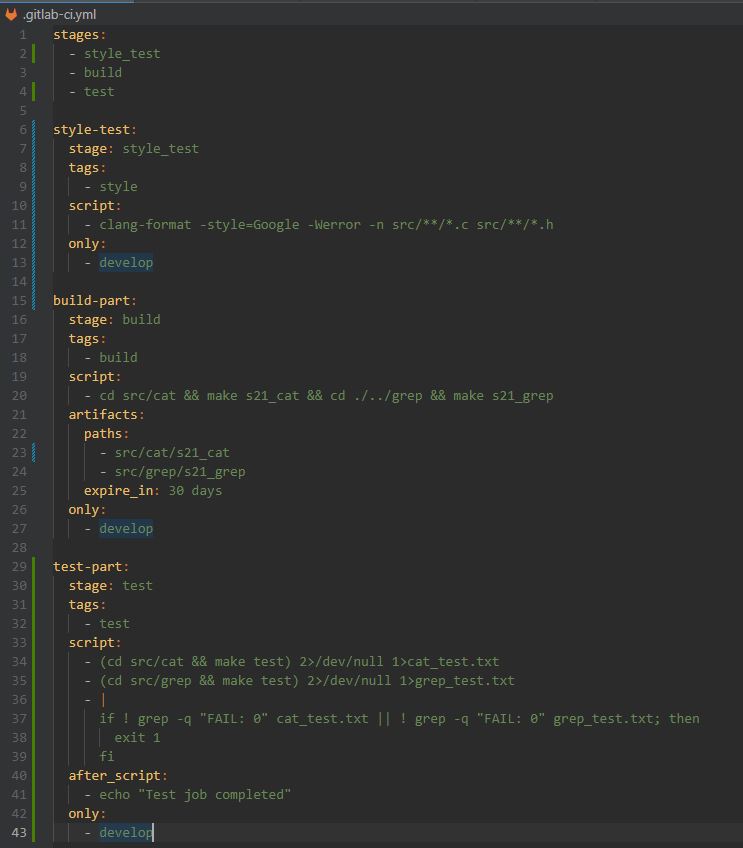 .gitlab-ci.yml
1 stages:
2   - style_test
3   - build
4   - test
5
6 style-test:
7   stage: style_test
8   tags:
9     - style
10   script:
11     - clang-format -style=Google -Werror -n src/**/*.c src/**/*.h
12   only:
13     - develop
14
15 build-part:
16   stage: build
17   tags:
18     - build
19   script:
20     - cd src/cat && make s21_cat && cd ./../grep && make s21_grep
21   artifacts:
22     paths:
23       - src/cat/s21_cat
24       - src/grep/s21_grep
25     expire_in: 30 days
26   only:
27     - develop
28
29 test-part:
30   stage: test
31   tags:
32     - test
33   script:
34     - (cd src/cat && make test) 2>/dev/null 1>cat_test.txt
35     - (cd src/grep && make test) 2>/dev/null 1>grep_test.txt
36     - |
37       if ! grep -q "FAIL: 0" cat_test.txt || ! grep -q "FAIL: 0" grep_test.txt; then
38         exit 1
39       fi
40   after_script:
41     - echo "Test job completed"
42   only:
43     - develop